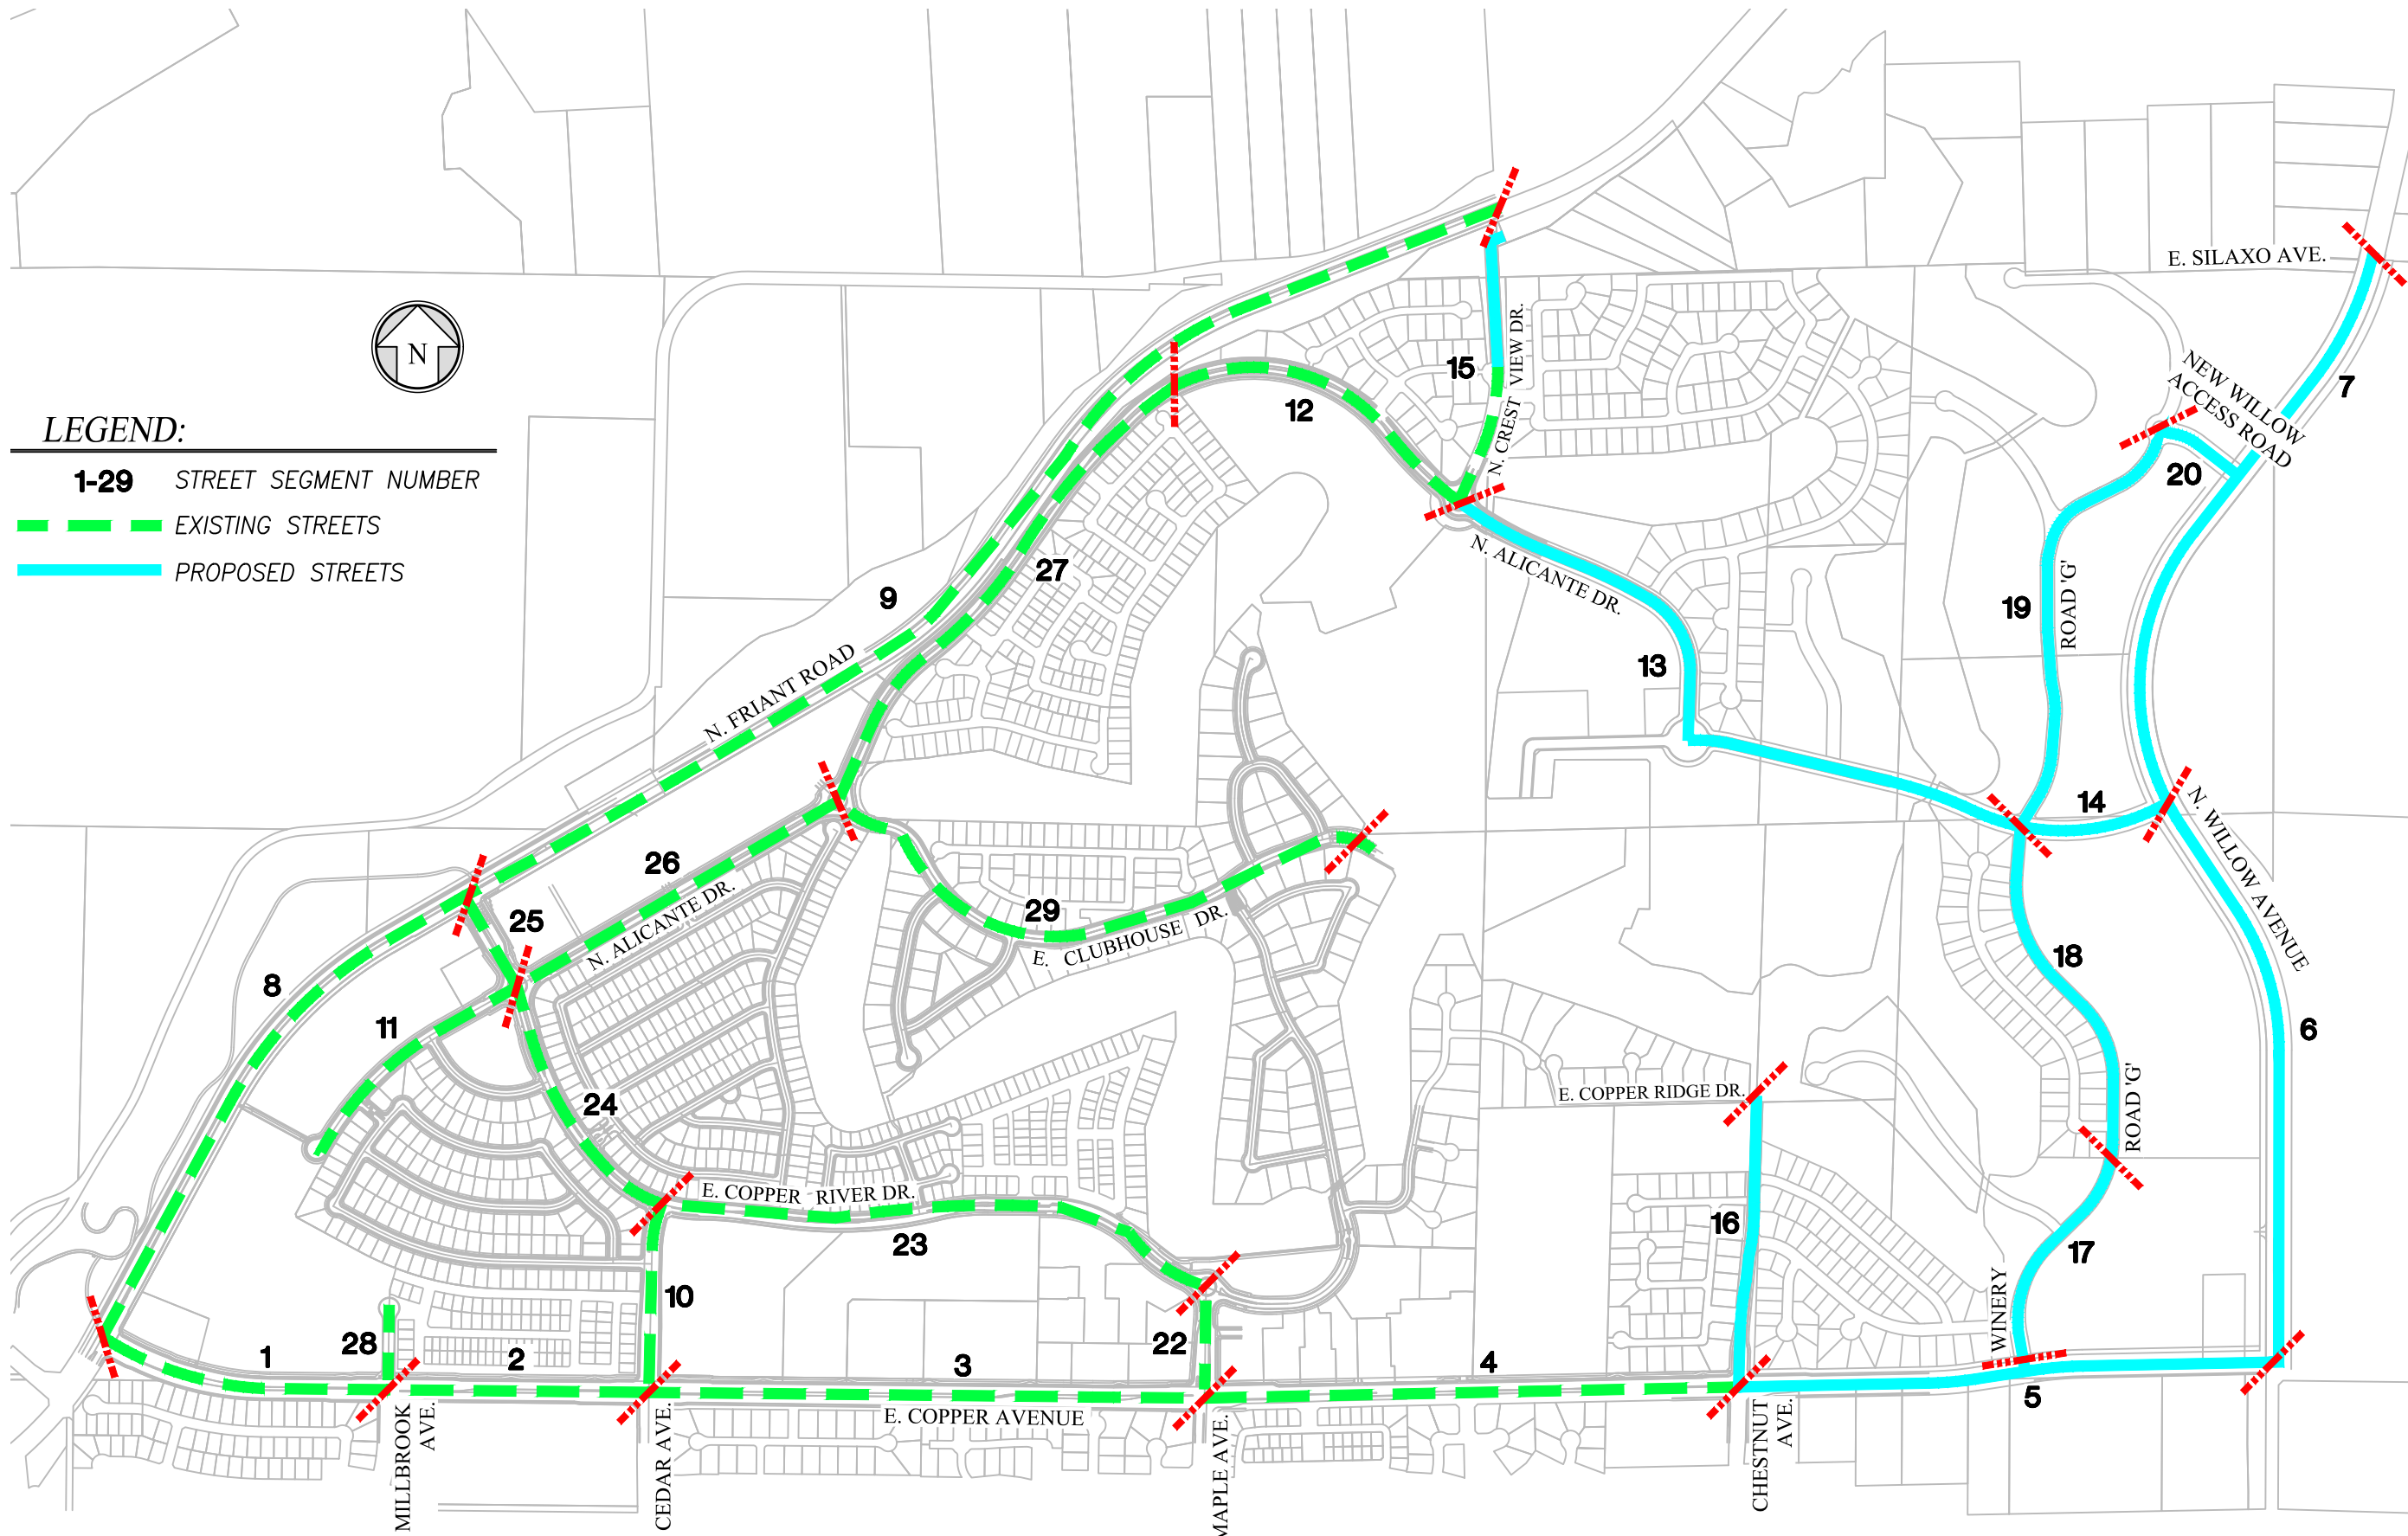 E. SILAXO AVE.
N
LEGEND:
1-29 STREET SEGMENT NUMBER
EXISTING STREETS
PROPOSED STREETS
15
N. CREST VIEW DR.
12
NEW WILLOW
ACCESS ROAD
7
20
27
N. ALICANTE DR.
9
19
ROAD 'G'
13
N. FRIANT ROAD
14
26
N. ALICANTE DR.
25
29
E. CLUBHOUSE DR.
N. WILLOW AVENUE
18
8
11
6
24
E. COPPER RIDGE DR.
ROAD 'G'
E. COPPER RIVER DR.
23
16
17
10
WINERY
28
1
2
3
22
4
5
E. COPPER AVENUE
MILLBROOK
AVE.
CEDAR AVE.
MAPLE AVE.
CHESTNUT
AVE.